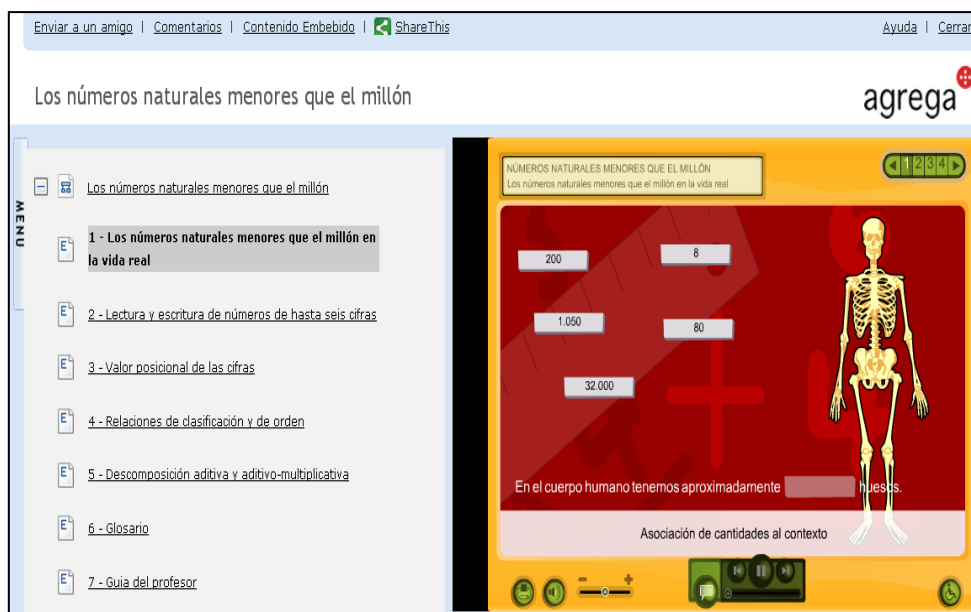 Enviar a un amigo | Comentarios | Contenido Embebido | ShareThis
Ayuda | Cerrar
Los números naturales menores que el millón
agrega
MENU
Los números naturales menores que el millón
1 - Los números naturales menores que el millón en
la vida real
2 - Lectura y escritura de números de hasta seis cifras
3 - Valor posicional de las cifras
4 - Relaciones de clasificación y de orden
5 - Descomposición aditiva y aditivo-multiplicativa
6 - Glosario
7 - Guia del profesor
NÚMEROS NATURALES MENORES QUE EL MILLÓN
Los números naturales menores que el millón en la vida real
1 2 3 4
200
8
1.050
80
32.000
En el cuerpo humano tenemos aproximadamente huesos.
Asociación de cantidades al contexto